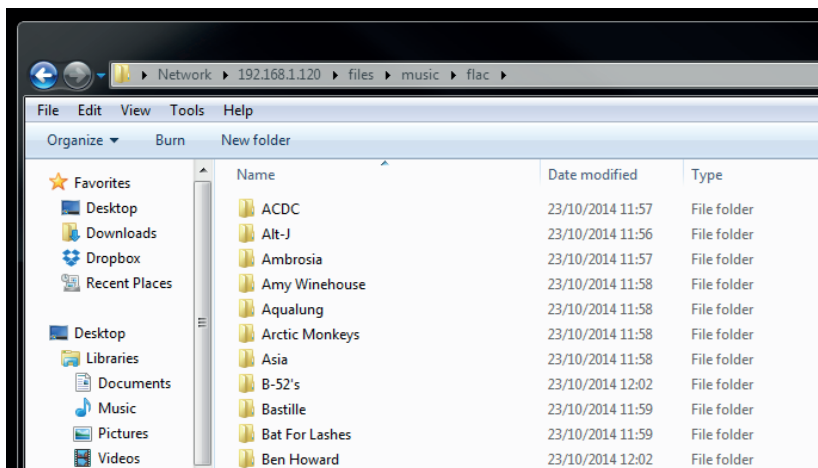 Network 192.168.1.120 files music flac
File Edit View Tools Help
Organize Burn New folder
Favorites
Desktop
Downloads
Dropbox
Recent Places
Desktop
Libraries
Documents
Music
Pictures
Videos
Name Date modified Type
ACDC 23/10/2014 11:57 File folder
Alt-J 23/10/2014 11:56 File folder
Ambrosia 23/10/2014 11:57 File folder
Amy Winehouse 23/10/2014 11:58 File folder
Aqualung 23/10/2014 11:58 File folder
Arctic Monkeys 23/10/2014 11:58 File folder
Asia 23/10/2014 11:58 File folder
B-52's 23/10/2014 12:02 File folder
Bastille 23/10/2014 11:59 File folder
Bat For Lashes 23/10/2014 11:59 File folder
Ben Howard 23/10/2014 12:02 File folder